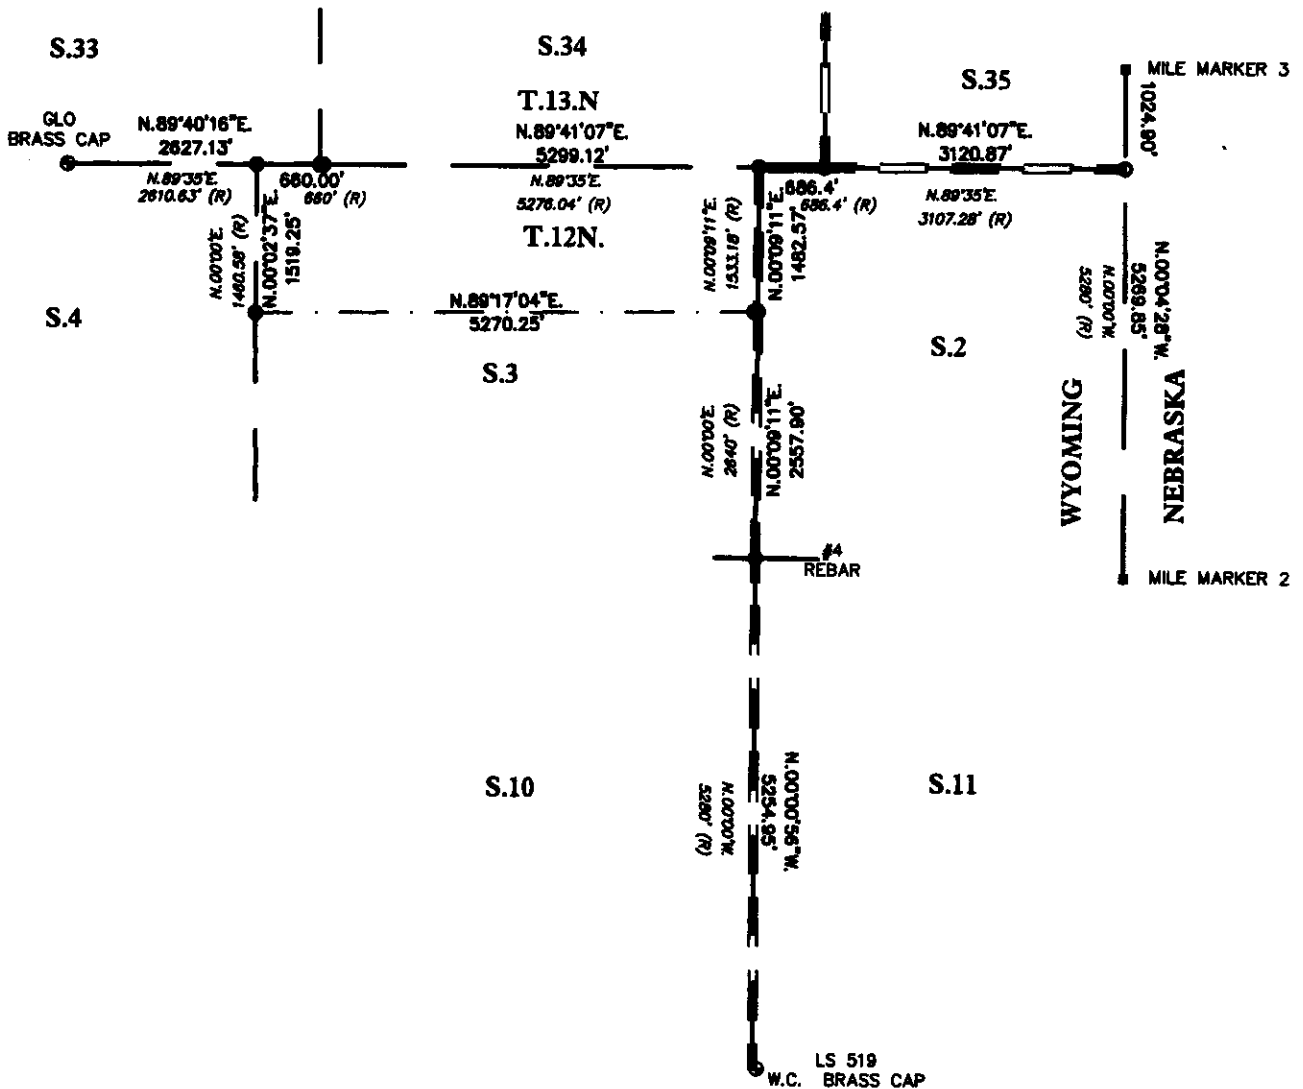 S.33
S.34
S.35
MILE MARKER 3
T.13.N
GLO
BRASS CAP
N.89°40'16"E.
2627.13'
N.89°35'E.
2610.63' (R)
660.00'
660' (R)
N.89°41'07"E.
5299.12'
N.89°35'E.
5276.04' (R)
N.89°41'07"E.
3120.87'
N.89°35'E.
3107.28' (R)
1024.90'
686.4'
686.4' (R)
T.12N.
N.00°00'E.
1460.58' (R)
N.00°02'37"E.
1519.25'
N.00°09'11"E.
1533.18' (R)
N.00°09'11"E.
1482.57'
N.00°04'28"W.
5269.85'
N.00°00'W.
5280' (R)
S.4
N.89°17'04"E.
5270.25'
S.3
S.2
N.00°00'E.
2640' (R)
N.00°09'11"E.
2557.90'
WYOMING
NEBRASKA
#4
REBAR
MILE MARKER 2
S.10
S.11
N.00°00'56"W.
5254.95'
N.00°00'W.
5280' (R)
LS 519
W.C. BRASS CAP